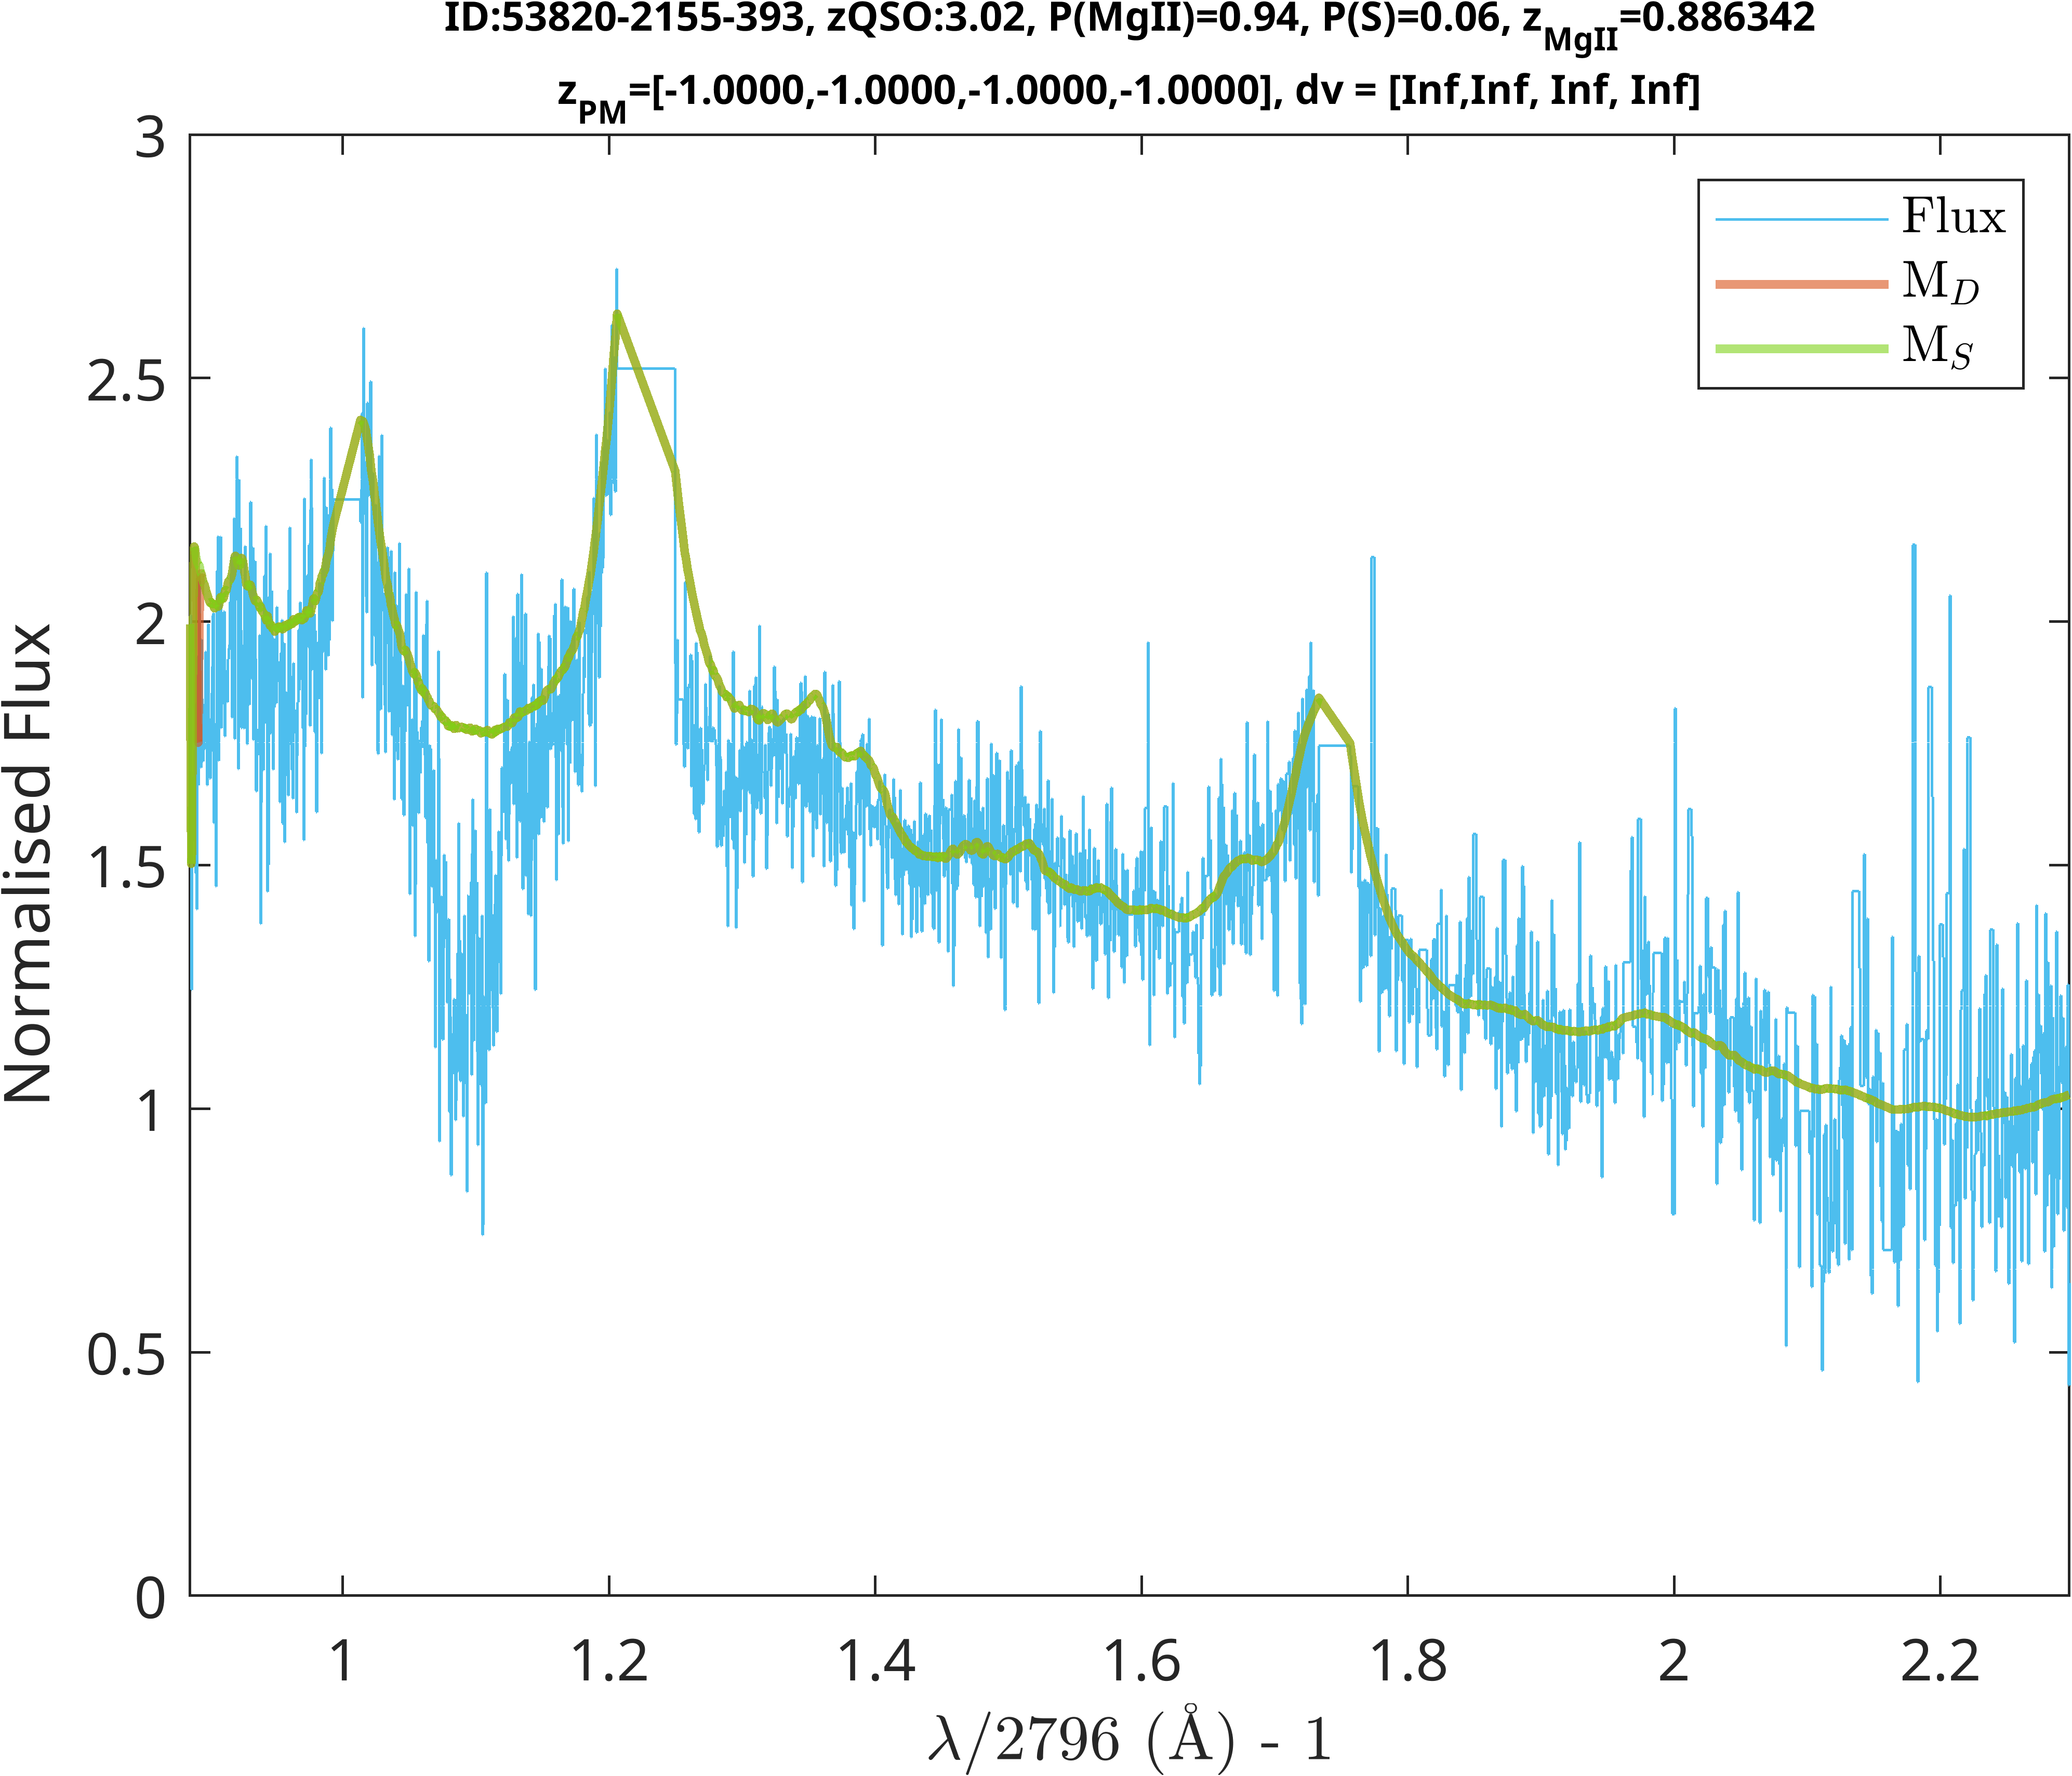 ID:53820-2155-393, zQSO:3.02, P(MgII)=0.94, P(S)=0.06, zMgII=0.886342
zPM=[-1.0000,-1.0000,-1.0000,-1.0000], dv = [Inf,Inf, Inf, Inf]
3
2.5
2
1.5
1
0.5
0
Normalised Flux
Flux
MD
MS
1 1.2 1.4 1.6 1.8 2 2.2
λ/2796 (Å) - 1